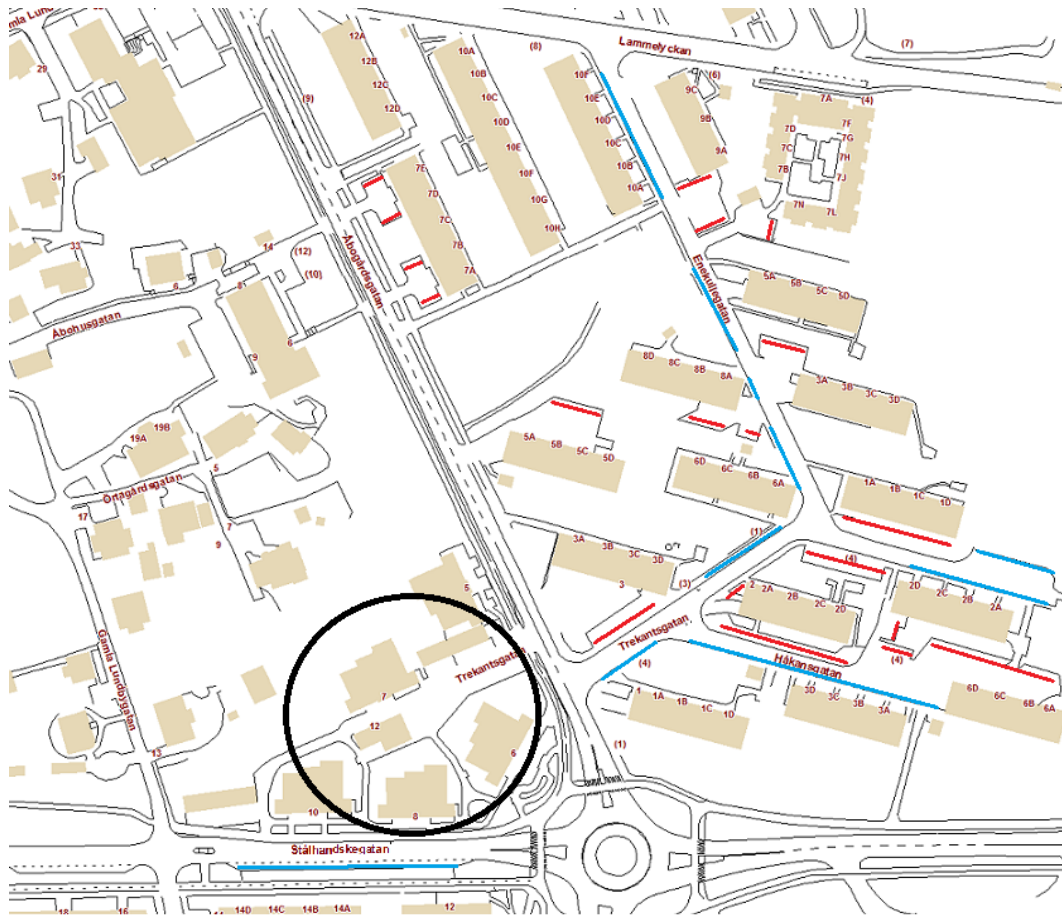 mla Lundb
29
31
33
14
(12)
(10)
6
8
Åbohusgatan
9
6
19A
19B
5
Örtagårdsgatan
17
7
9
Gamla Lundbygatan
13
(9)
12A
12B
12C
12D
10A
10B
10C
10D
10E
10F
10G
10H
(8)
10F
10E
10D
10C
10B
10A
Lammelyckan
(7)
(6)
9C
9B
9A
7A
(4)
7F
7G
7H
7J
7L
7N
7B
7C
7D
7E
7D
7C
7B
7A
Åbogårdsgatan
Enekullegatan
5A
5B
5C
5D
3A
3B
3C
3D
8D
8C
8B
8A
5A
5B
5C
5D
6D
6C
6B
6A
1A
1B
1C
1D
(1)
3A
3B
3C
3D
3
(3)
(4)
2
2A
2B
2C
2D
2D
2C
2B
2A
Trekantsgatan
Håkansgatan
(4)
(4)
1
1A
1B
1C
1D
3D
3C
3B
3A
6D
6C
6B
6A
(1)
5
Trekantsgatan
7
12
6
10
8
Stålhandskegatan
18
16
14
14D
14C
14B
14A
12